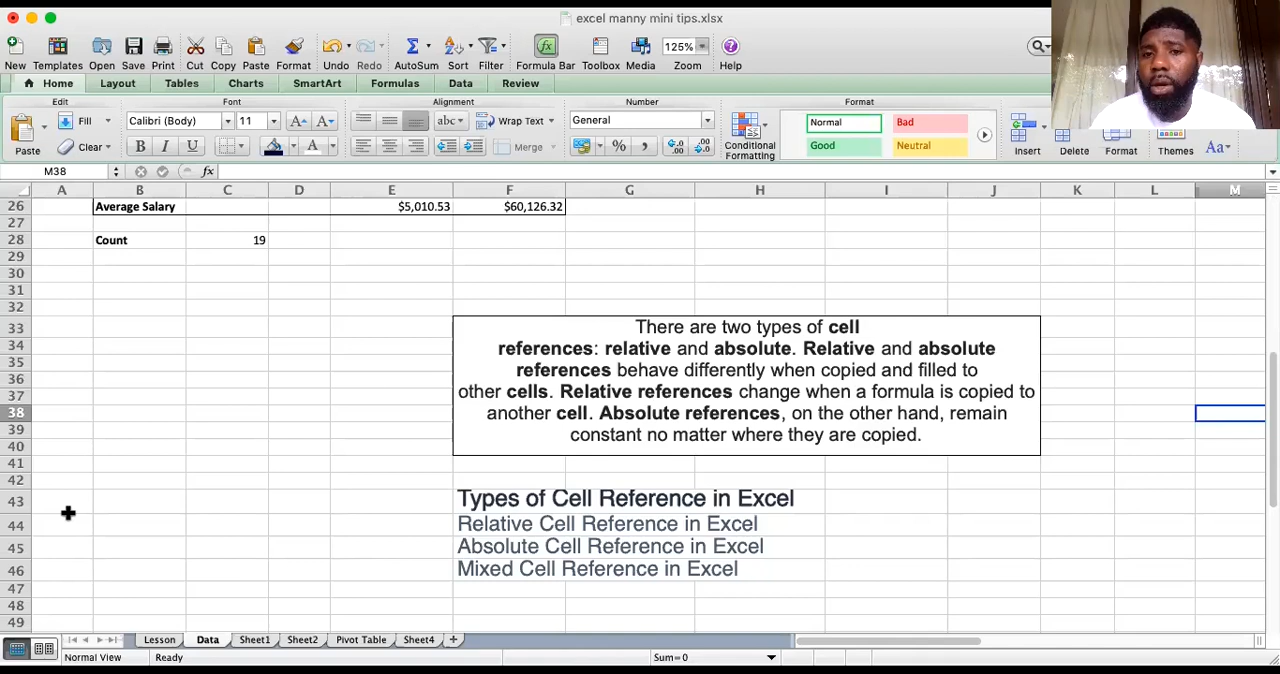 excel manny mini tips.xlsx
125%
New Templates Open Save Print Cut Copy Paste Format Undo Redo AutoSum Sort Filter Formula Bar Toolbox Media Zoom Help
Home Layout Tables Charts SmartArt Formulas Data Review
Edit Font Alignment Number Format
Fill Calibri (Body) 11 A A abc Wrap Text General Normal Bad
Paste Clear B I U A Merge % , Conditional Formatting Good Neutral Insert Delete Format Themes Aa
M38 fx
A B C D E F G H I J K L M
26 Average Salary $5,010.53 $60,126.32
27
28 Count 19
29
30
31
32
33 There are two types of cell
34 references: relative and absolute. Relative and absolute
35 references behave differently when copied and filled to
36 other cells. Relative references change when a formula is copied to
37
38 another cell. Absolute references, on the other hand, remain
39 constant no matter where they are copied.
40
41
42
43 Types of Cell Reference in Excel
44 Relative Cell Reference in Excel
45 Absolute Cell Reference in Excel
46 Mixed Cell Reference in Excel
47
48
49
Lesson Data Sheet1 Sheet2 Pivot Table Sheet4 +
Normal View Ready Sum=0